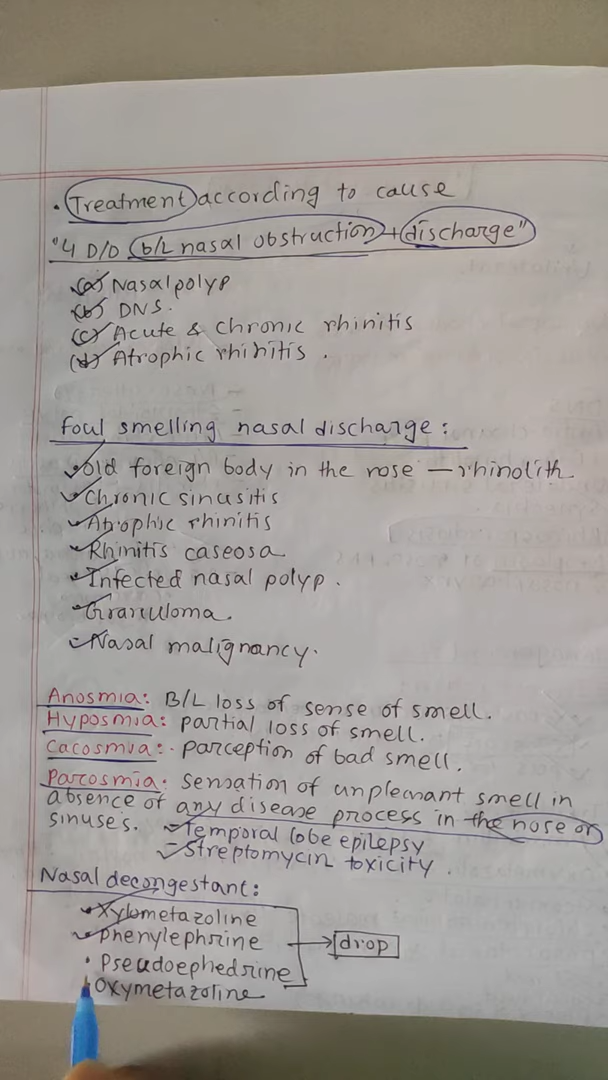 . Treatment according to cause
"4 D/D b/L nasal obstruction + discharge"
(a) Nasal polyp
(b) DNS.
(c) Acute & chronic rhinitis
(d) Atrophic rhinitis .
foul smelling nasal discharge :
old foreign body in the nose – rhinolith
Chronic sinusitis
Atrophic rhinitis
Rhinitis caseosa
Infected nasal polyp .
Granuloma.
Nasal malignancy.
Anosmia: B/L loss of sense of smell.
Hyposmia: partial loss of smell.
Cacosmia: parception of bad smell.
Parosmia: sensation of unpleasant smell in
absence of any disease process in the nose or
sinuses. Temporal lobe epilepsy
Streptomycin toxicity .
Nasal decongestant:
Xylometazoline
Phenylephrine → drop
• Pseudoephedrine
• Oxymetazoline